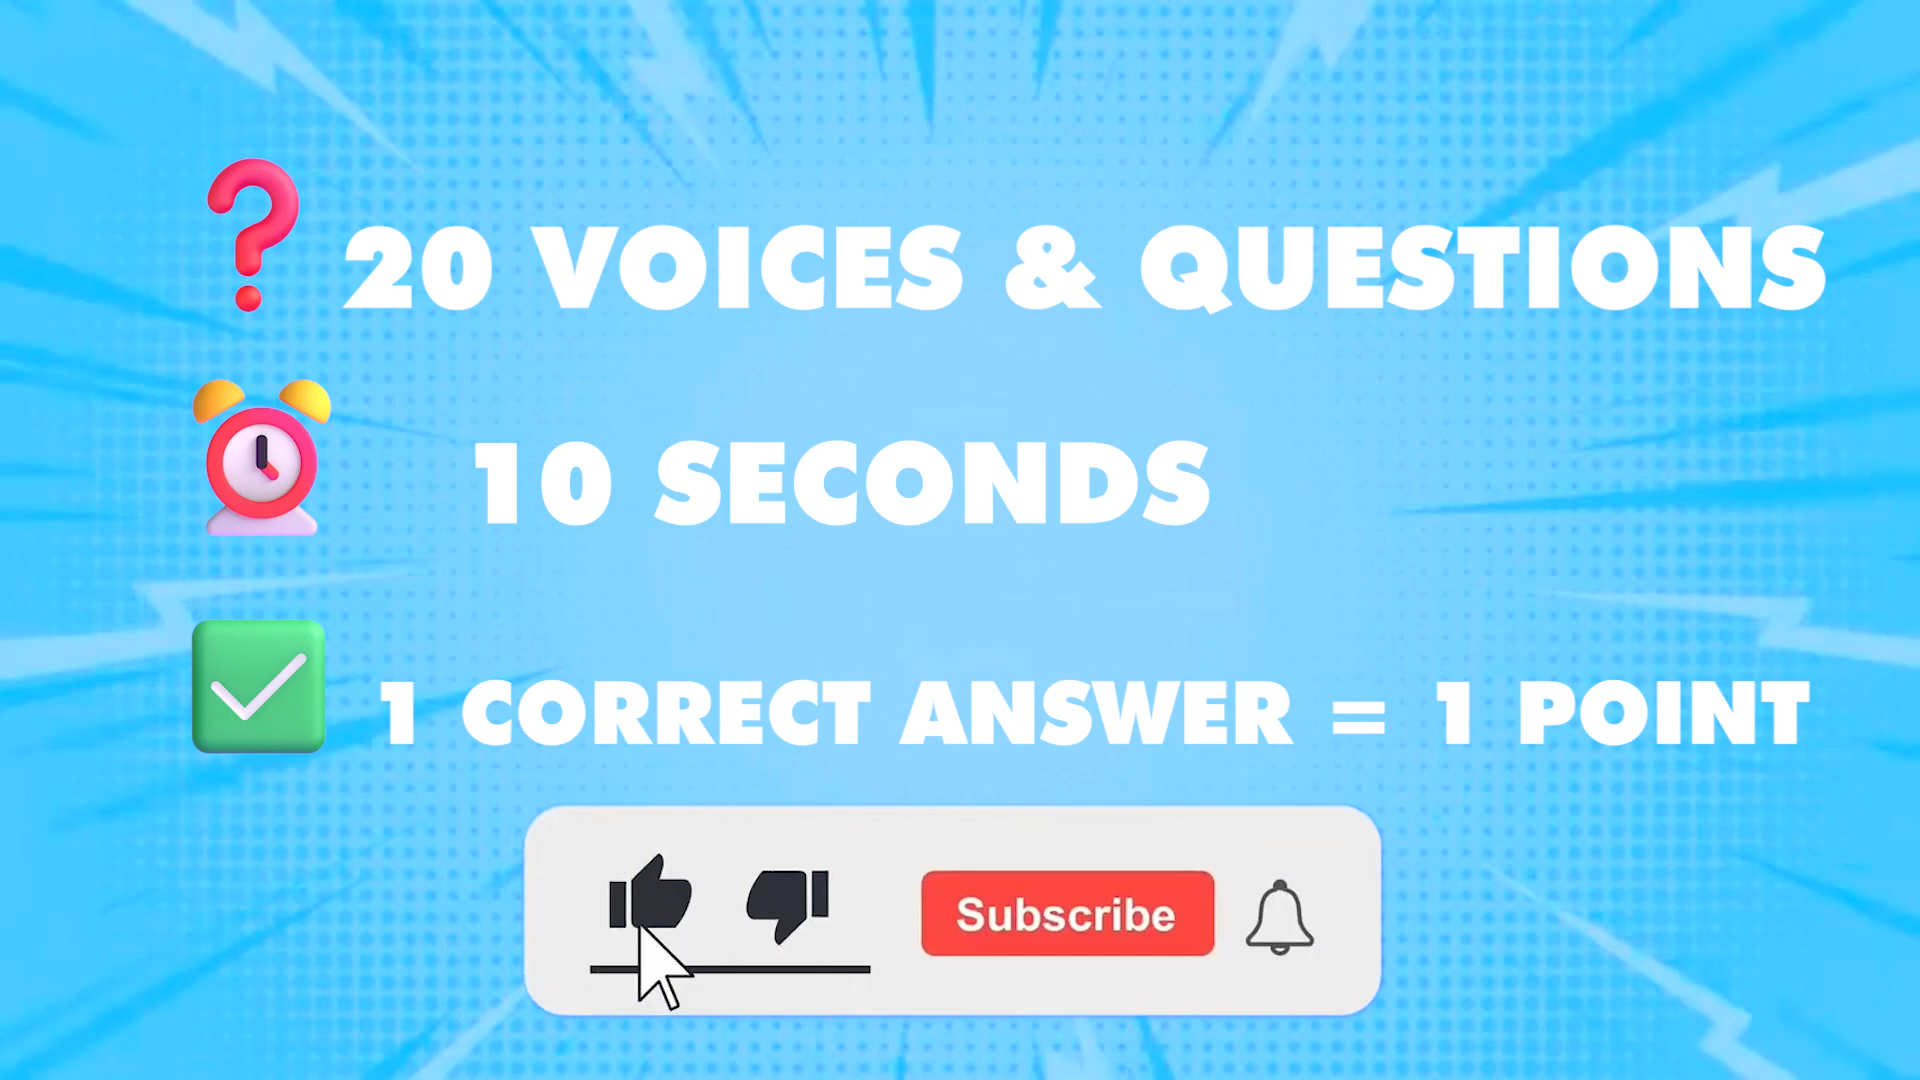 20 VOICES & QUESTIONS
10 SECONDS
1 CORRECT ANSWER = 1 POINT
Subscribe